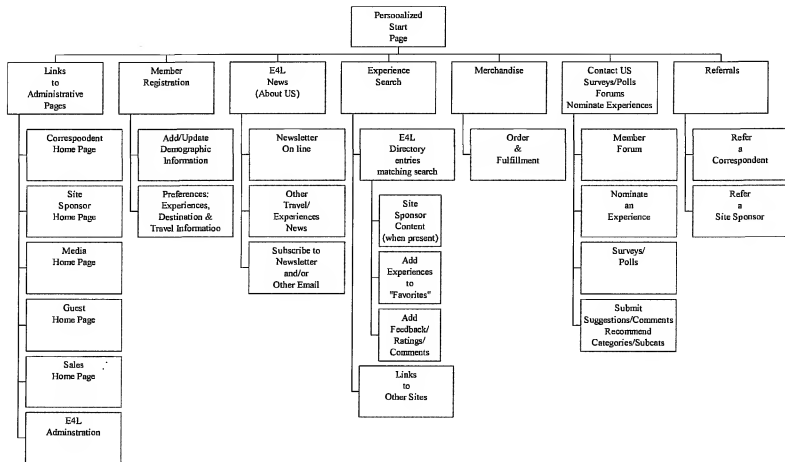 Personalized
Start
Page
Links
to
Administrative
Pages
Member
Registration
E4L
News
(About US)
Experience
Search
Merchandise
Contact US
Surveys/Polls
Forums
Nominate Experiences
Referrals
Correspoodent
Home Page
Site
Sponsor
Home Page
Media
Home Page
Guest
Home Page
Sales
Home Page
E4L
Adminstration
Add/Update
Demographic
Information
Preferences:
Experiences,
Destination &
Travel Informatioo
Newsletter
On line
Other
Travel/
Experiences
News
Subscribe to
Newsletter
and/or
Other Email
E4L
Directory
entries
matching search
Site
Sponsor
Content
(when present)
Add
Experiences
to
"Favorites"
Add
Feedback/
Ratings/
Comments
Links
to
Other Sites
Order
&
Fulfillment
Member
Forum
Nominate
an
Experience
Surveys/
Polls
Submit
Suggestions/Comments
Recommend
Categories/Subcats
Refer
a
Correspondent
Refer
a
Site Sponsor